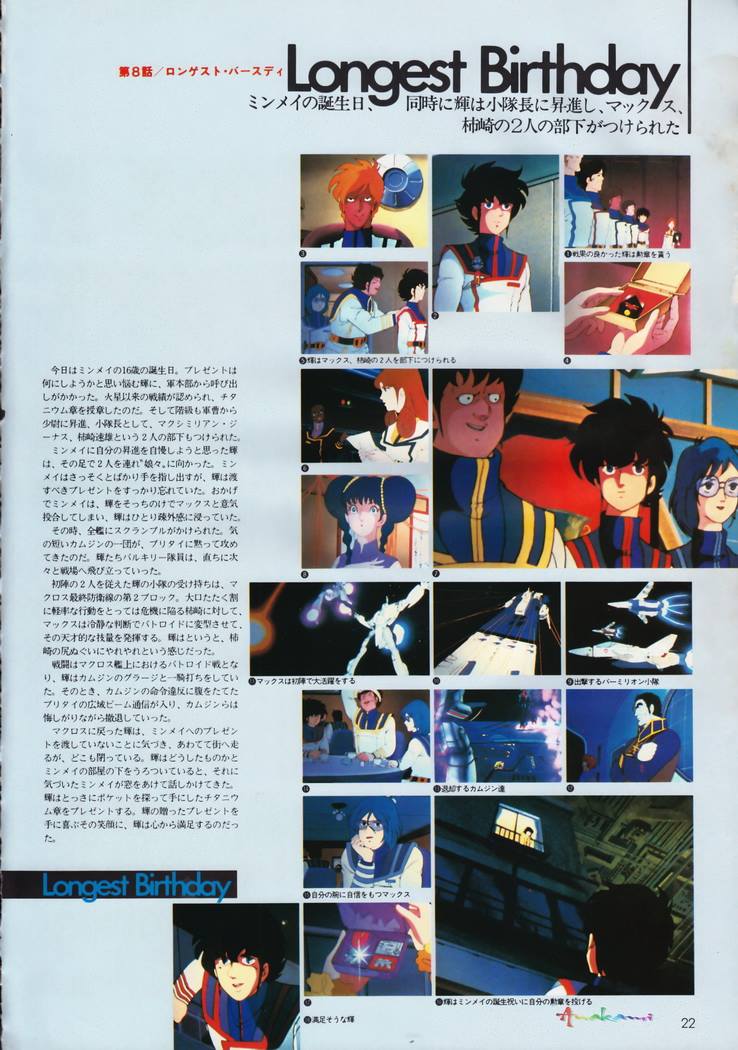 第8話／ロンゲスト・バースディ
Longest Birthday
ミンメイの誕生日、　同時に輝は小隊長に昇進し、マックス、
柿崎の2人の部下がつけられた
❸
❷
❶戦果の良かった輝は勲章を貰う
❺輝はマックス、柿崎の2人を部下につけられる
❹
❻
❽
❼
⓫マックスは初陣で大活躍をする
❿
❾出撃するバーミリオン小隊
⓮
⓭退却するカムジン達
⓬
⓯自分の腕に自信をもつマックス
満足そうな輝
輝はミンメイの誕生祝いに自分の勲章を投げる
　今日はミンメイの16歳の誕生日。プレゼントは
何にしようかと思い悩む輝に、軍本部から呼び出
しがかかった。火星以来の戦績が認められ、チタ
ニウム章を授章したのだ。そして階級も軍曹から
少尉に昇進、小隊長として、マクシミリアン・ジ
ーナス、柿崎速雄という2人の部下もつけられた。
　ミンメイに自分の昇進を自慢しようと思った輝
は、その足で2人を連れ〝娘々〟に向かった。ミン
メイはさっそくとばかり手を指し出すが、輝は渡
すべきプレゼントをすっかり忘れていた。おかげ
でミンメイは、輝をそっちのけでマックスと意気
投合してしまい、輝はひとり疎外感に浸っていた。
　その時、全艦にスクランブルがかけられた。気
の短いカムジンの一団が、ブリタイに黙って攻め
てきたのだ。輝たちバルキリー隊員は、直ちに次
々と戦場へ飛び立っていった。
　初陣の2人を従えた輝の小隊の受け持ちは、マ
クロス最終防衛線の第2ブロック。大口たたく割
に軽率な行動をとっては危機に陥る柿崎に対して、
マックスは冷静な判断でバトロイドに変型させて、
その天才的な技量を発揮する。輝はというと、柿
崎の尻ぬぐいにやれやれという感じだった。
　戦闘はマクロス艦上におけるバトロイド戦とな
り、輝はカムジンのグラージと一騎打ちをしてい
た。そのとき、カムジンの命令違反に腹をたてた
ブリタイの広域ビーム通信が入り、カムジンらは
悔しがりながら撤退していった。
　マクロスに戻った輝は、ミンメイへのプレゼン
トを渡していないことに気づき、あわてて街へ走
るが、どこも閉っている。輝はどうしたものかと
ミンメイの部屋の下をうろついていると、それに
気づいたミンメイが窓をあけて話しかけてきた。
輝はとっさにポケットを探って手にしたチタニウ
ム章をプレゼントする。輝の贈ったプレゼントを
手に喜ぶその笑顔に、輝は心から満足するのだっ
た。
Longest Birthday
Anakami
22